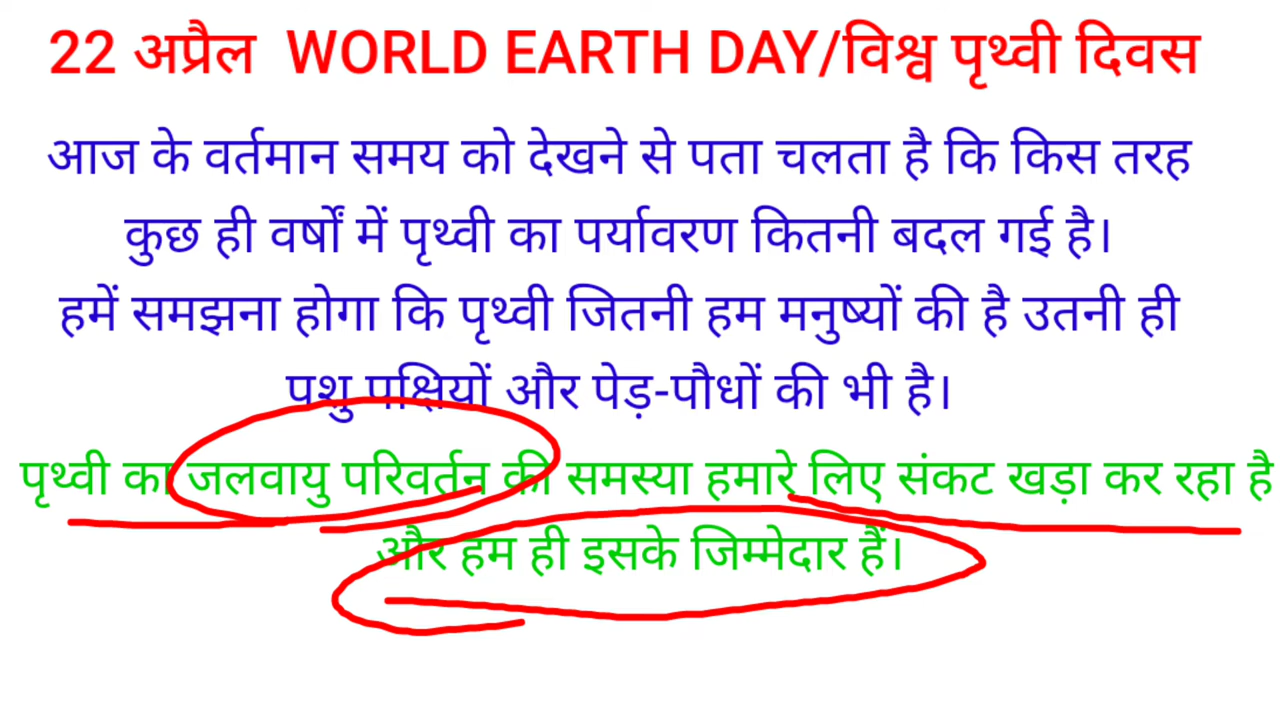 22 अप्रैल WORLD EARTH DAY/विश्व पृथ्वी दिवस
आज के वर्तमान समय को देखने से पता चलता है कि किस तरह
कुछ ही वर्षों में पृथ्वी का पर्यावरण कितनी बदल गई है।
हमें समझना होगा कि पृथ्वी जितनी हम मनुष्यों की है उतनी ही
पशु पक्षियों और पेड़-पौधों की भी है।
पृथ्वी का जलवायु परिवर्तन की समस्या हमारे लिए संकट खड़ा कर रहा है
और हम ही इसके जिम्मेदार हैं।